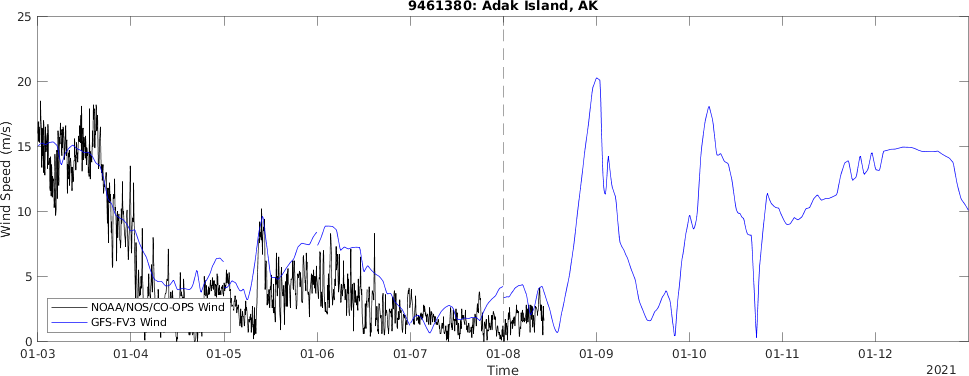 9461380: Adak Island, AK
Wind Speed (m/s)
25
20
15
10
5
0
NOAA/NOS/CO-OPS Wind
GFS-FV3 Wind
01-03 01-04 01-05 01-06 01-07 01-08 01-09 01-10 01-11 01-12
Time
2021